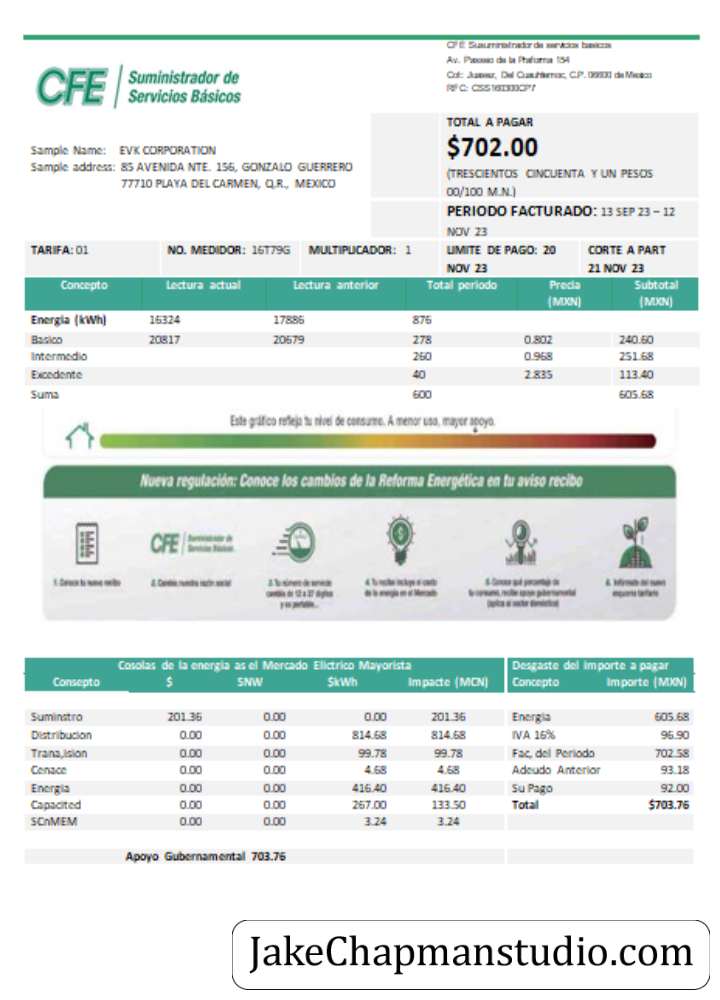 CFE Susuministrador de servicios basicos
Av. Paseso de la Praforma 154
Col: Juarez, Del Cuauhtemoc, C.P. 06600 de Mexico
RFC: CSS160300CP7
CFE Suministrador de
Servicios Básicos
TOTAL A PAGAR
$702.00
(TRESCIENTOS CINCUENTA Y UN PESOS
00/100 M.N.)
Sample Name: EVK CORPORATION
Sample address: 85 AVENIDA NTE. 156, GONZALO GUERRERO
77710 PLAYA DEL CARMEN, Q.R., MEXICO
PERIODO FACTURADO: 13 SEP 23 – 12
NOV 23
TARIFA: 01 NO. MEDIDOR: 16T79G MULTIPLICADOR: 1 LIMITE DE PAGO: 20 CORTE A PART
NOV 23 21 NOV 23
Concepto Lectura actual Lectura anterior Total periodo Precia Subtotal
(MXN) (MXN)
Energia (kWh) 16324 17886 876
Basico 20817 20679 278 0.802 240.60
Intermedio 260 0.968 251.68
Excedente 40 2.835 113.40
Suma 600 605.68
Este gráfico refleja tu nivel de consumo. A menor uso, mayor apoyo.
Nueva regulación: Conoce los cambios de la Reforma Energética en tu aviso recibo
CFE Suministrador de
Servicios Básicos
1. Conoce tu nuevo recibo
2. Cambia nuestra razón social
3. Tu número de servicio
cambia de 12 a 27 dígitos
y es portable...
4. Tu recibo incluye el costo
de la energía en el Mercado
5. Conoce qué porcentaje de
tu consumo, recibe apoyo gubernamental
(aplica al sector doméstico)
6. Infórmate del nuevo
esquema tarifario
Cosolas de la energia as el Mercado Elictrico Mayorista Desgaste del importe a pagar
Consepto $ SNW $kWh Impacte (MCN) Concepto Importe (MXN)
Suminstro 201.36 0.00 0.00 201.36 Energia 605.68
Distribucion 0.00 0.00 814.68 814.68 IVA 16% 96.90
Trana,ision 0.00 0.00 99.78 99.78 Fac, del Periodo 702.58
Cenace 0.00 0.00 4.68 4.68 Adeudo Anterior 93.18
Energia 0.00 0.00 416.40 416.40 Su Pago 92.00
Capacited 0.00 0.00 267.00 133.50 Total $703.76
SCnMEM 0.00 0.00 3.24 3.24
Apoyo Gubernamental 703.76
JakeChapmanstudio.com